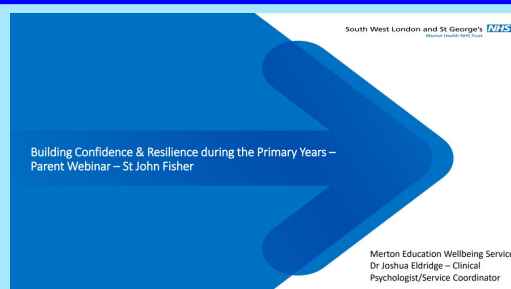 South West London and St George's NHS
Mental Health NHS Trust
Building Confidence & Resilience during the Primary Years –
Parent Webinar – St John Fisher
Merton Education Wellbeing Service
Dr Joshua Eldridge – Clinical
Psychologist/Service Coordinator